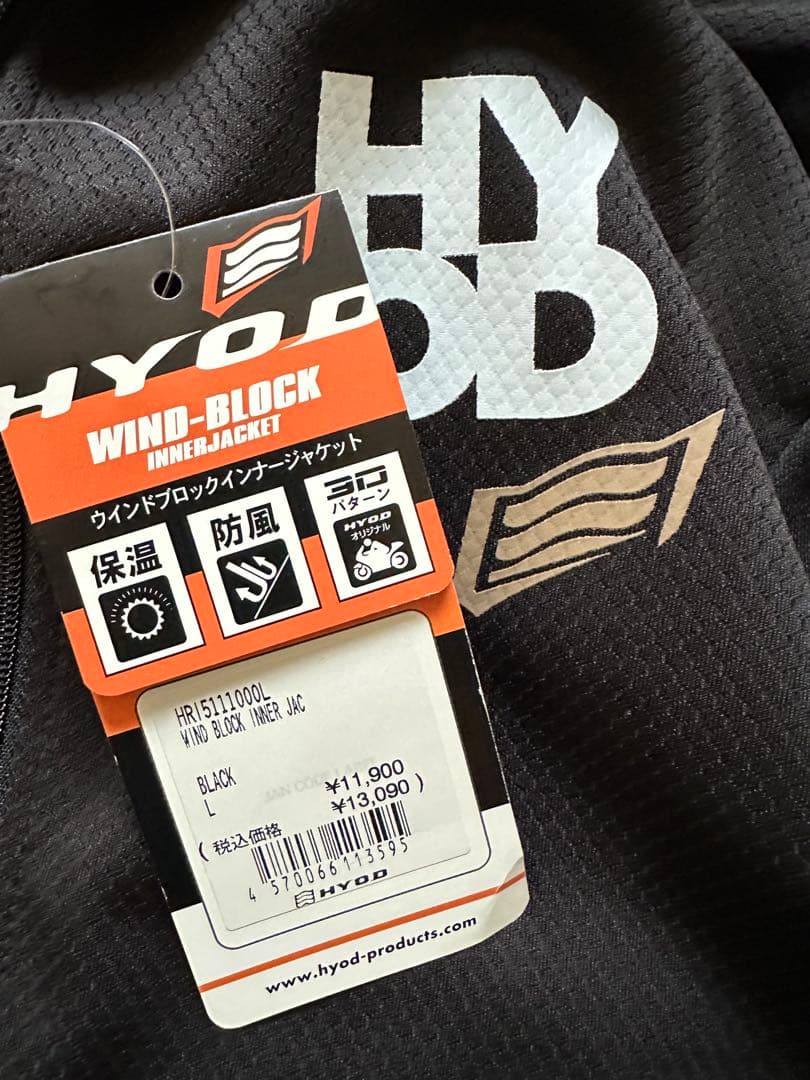 HY
OD
HYOD
WIND-BLOCK
INNERJACKET
ウインドブロックインナージャケット
保温
防風
3D
パターン
HYOD
オリジナル
HRI5111000L
WIND BLOCK INNER JAC
BLACK
L
¥11,900
(税込価格 ¥13,090)
4 570066 113595
HYOD
www.hyod-products.com